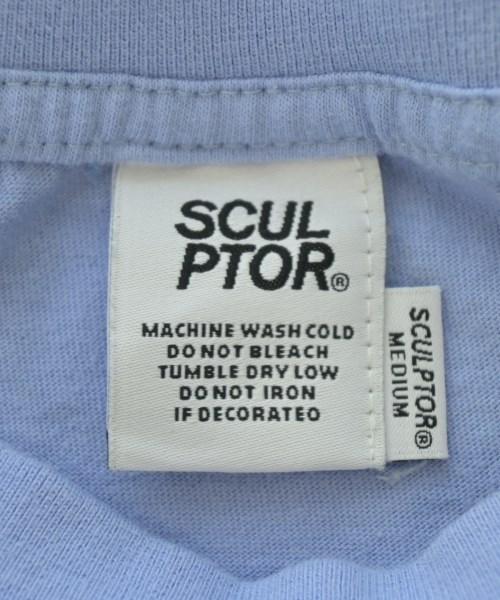 SCUL
PTOR®
MACHINE WASH COLD
DO NOT BLEACH
TUMBLE DRY LOW
DO NOT IRON
IF DECORATEO
SCULPTOR®
MEDIUM